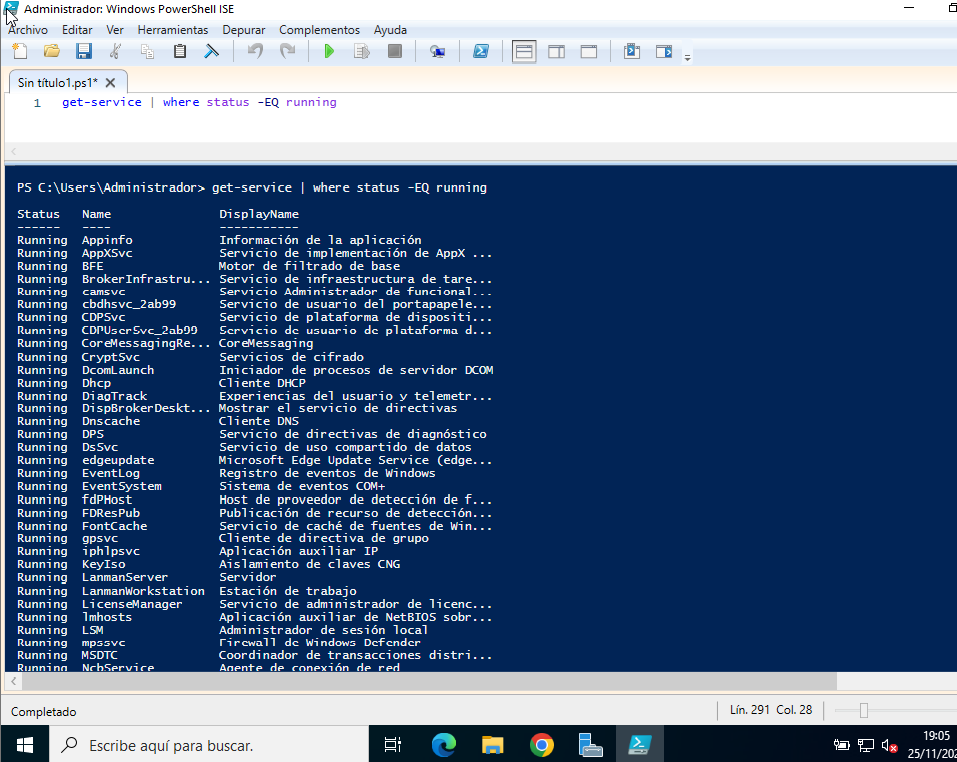 Administrador: Windows PowerShell ISE
Archivo Editar Ver Herramientas Depurar Complementos Ayuda
Sin título1.ps1*
1 get-service | where status -EQ running
PS C:\Users\Administrador> get-service | where status -EQ running
Status Name DisplayName
------ ---- -----------
Running Appinfo Información de la aplicación
Running AppXSvc Servicio de implementación de AppX ...
Running BFE Motor de filtrado de base
Running BrokerInfrastru... Servicio de infraestructura de tare...
Running camsvc Servicio Administrador de funcional...
Running cbdhsvc_2ab99 Servicio de usuario del portapapele...
Running CDPSvc Servicio de plataforma de dispositi...
Running CDPUserSvc_2ab99 Servicio de usuario de plataforma d...
Running CoreMessagingRe... CoreMessaging
Running CryptSvc Servicios de cifrado
Running DcomLaunch Iniciador de procesos de servidor DCOM
Running Dhcp Cliente DHCP
Running DiagTrack Experiencias del usuario y telemetr...
Running DispBrokerDeskt... Mostrar el servicio de directivas
Running Dnscache Cliente DNS
Running DPS Servicio de directivas de diagnóstico
Running DsSvc Servicio de uso compartido de datos
Running edgeupdate Microsoft Edge Update Service (edge...
Running EventLog Registro de eventos de Windows
Running EventSystem Sistema de eventos COM+
Running fdPHost Host de proveedor de detección de f...
Running FDResPub Publicación de recurso de detección...
Running FontCache Servicio de caché de fuentes de Win...
Running gpsvc Cliente de directiva de grupo
Running iphlpsvc Aplicación auxiliar IP
Running KeyIso Aislamiento de claves CNG
Running LanmanServer Servidor
Running LanmanWorkstation Estación de trabajo
Running LicenseManager Servicio de administrador de licenc...
Running lmhosts Aplicación auxiliar de NetBIOS sobr...
Running LSM Administrador de sesión local
Running mpssvc Firewall de Windows Defender
Running MSDTC Coordinador de transacciones distri...
Running NcbService Agente de conexión de red
Completado
Lín. 291 Col. 28
Escribe aquí para buscar.
19:05
25/11/202